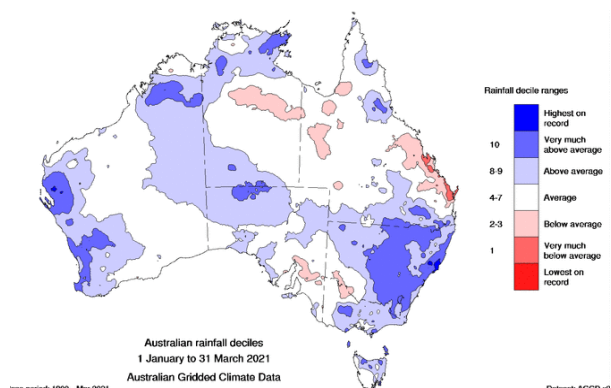 Rainfall decile ranges
Highest on
record
10
Very much
above average
8-9
Above average
4-7
Average
2-3
Below average
1
Very much
below average
Lowest on
record
Australian rainfall deciles
1 January to 31 March 2021
Australian Gridded Climate Data